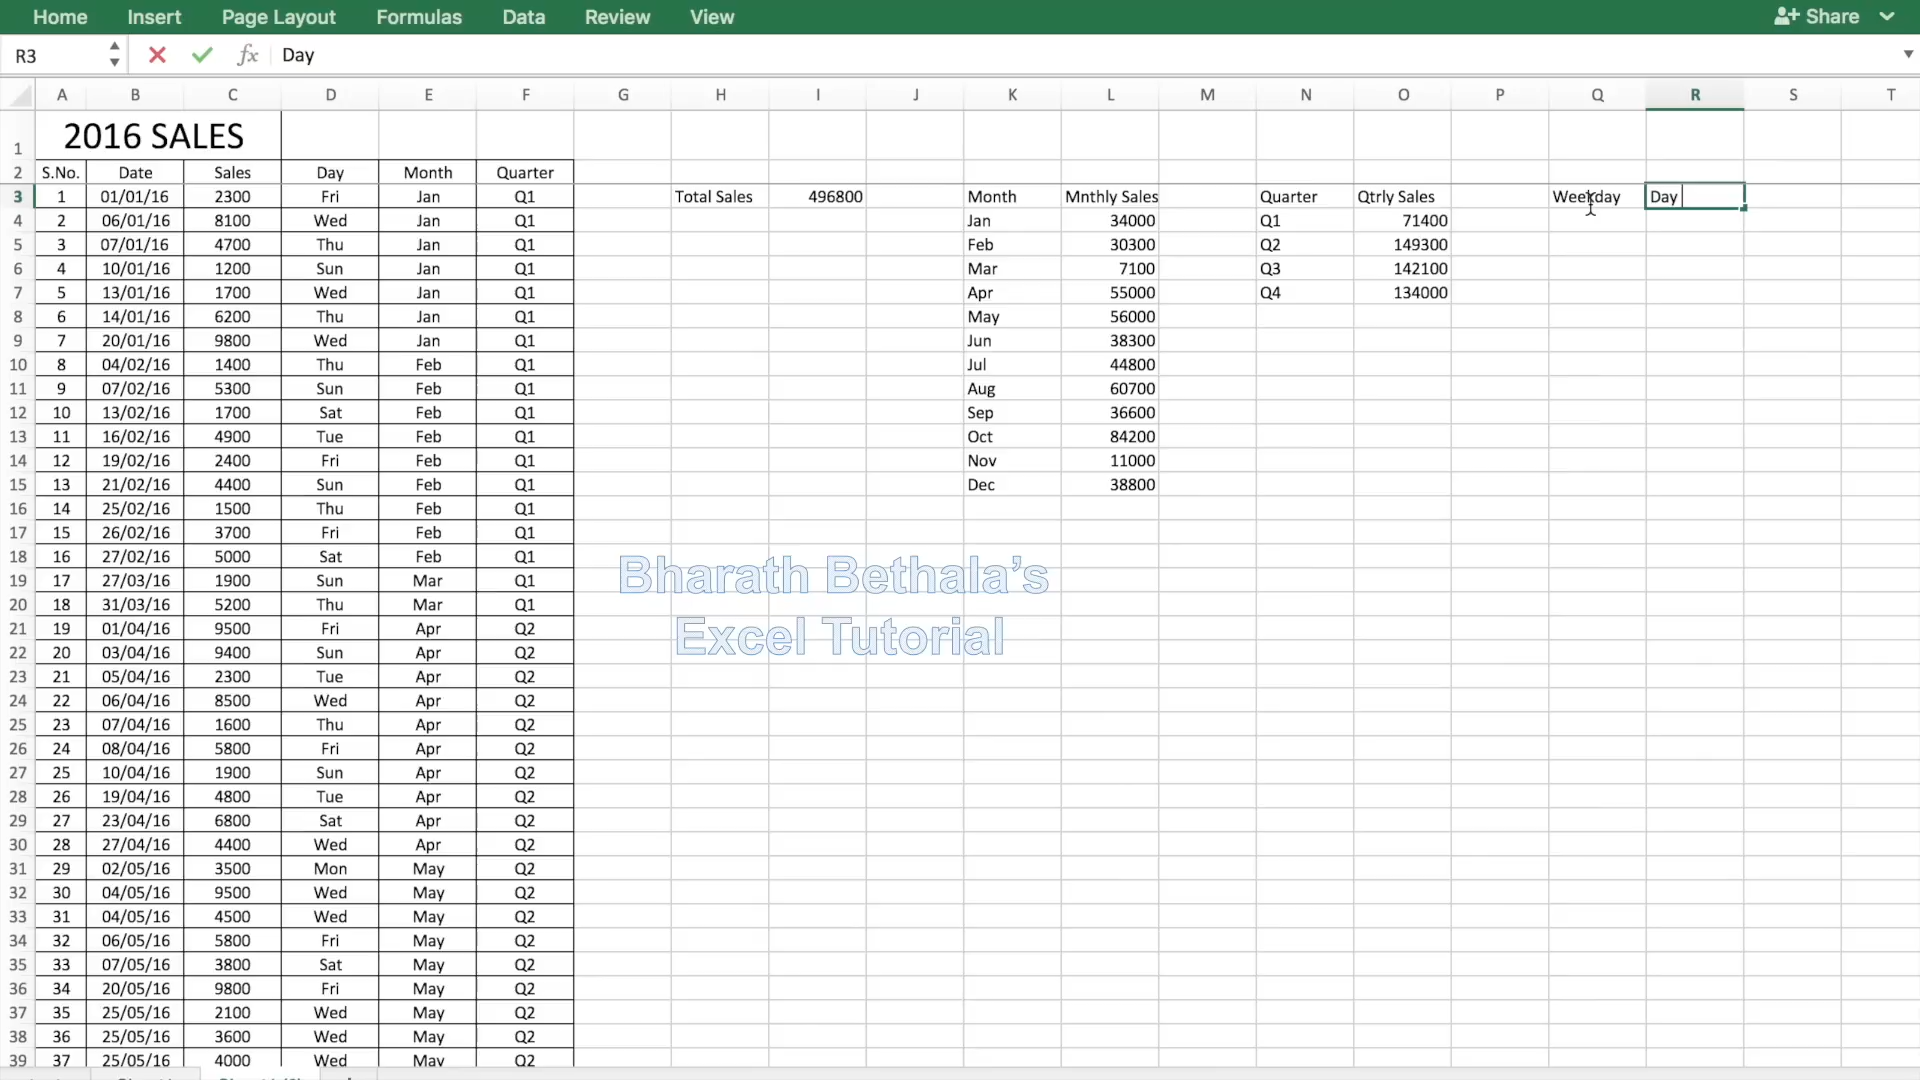 Home Insert Page Layout Formulas Data Review View Share
R3 fx Day
A B C D E F G H I J K L M N O P Q R S T
1 2016 SALES
2 S.No. Date Sales Day Month Quarter
3 1 01/01/16 2300 Fri Jan Q1 Total Sales 496800 Month Mnthly Sales Quarter Qtrly Sales Weekday Day
4 2 06/01/16 8100 Wed Jan Q1 Jan 34000 Q1 71400
5 3 07/01/16 4700 Thu Jan Q1 Feb 30300 Q2 149300
6 4 10/01/16 1200 Sun Jan Q1 Mar 7100 Q3 142100
7 5 13/01/16 1700 Wed Jan Q1 Apr 55000 Q4 134000
8 6 14/01/16 6200 Thu Jan Q1 May 56000
9 7 20/01/16 9800 Wed Jan Q1 Jun 38300
10 8 04/02/16 1400 Thu Feb Q1 Jul 44800
11 9 07/02/16 5300 Sun Feb Q1 Aug 60700
12 10 13/02/16 1700 Sat Feb Q1 Sep 36600
13 11 16/02/16 4900 Tue Feb Q1 Oct 84200
14 12 19/02/16 2400 Fri Feb Q1 Nov 11000
15 13 21/02/16 4400 Sun Feb Q1 Dec 38800
16 14 25/02/16 1500 Thu Feb Q1
17 15 26/02/16 3700 Fri Feb Q1
18 16 27/02/16 5000 Sat Feb Q1
Bharath Bethala’s
19 17 27/03/16 1900 Sun Mar Q1
20 18 31/03/16 5200 Thu Mar Q1
21 19 01/04/16 9500 Fri Apr Q2
Excel Tutorial
22 20 03/04/16 9400 Sun Apr Q2
23 21 05/04/16 2300 Tue Apr Q2
24 22 06/04/16 8500 Wed Apr Q2
25 23 07/04/16 1600 Thu Apr Q2
26 24 08/04/16 5800 Fri Apr Q2
27 25 10/04/16 1900 Sun Apr Q2
28 26 19/04/16 4800 Tue Apr Q2
29 27 23/04/16 6800 Sat Apr Q2
30 28 27/04/16 4400 Wed Apr Q2
31 29 02/05/16 3500 Mon May Q2
32 30 04/05/16 9500 Wed May Q2
33 31 04/05/16 4500 Wed May Q2
34 32 06/05/16 5800 Fri May Q2
35 33 07/05/16 3800 Sat May Q2
36 34 20/05/16 9800 Fri May Q2
37 35 25/05/16 2100 Wed May Q2
38 36 25/05/16 3600 Wed May Q2
39 37 25/05/16 4000 Wed May Q2